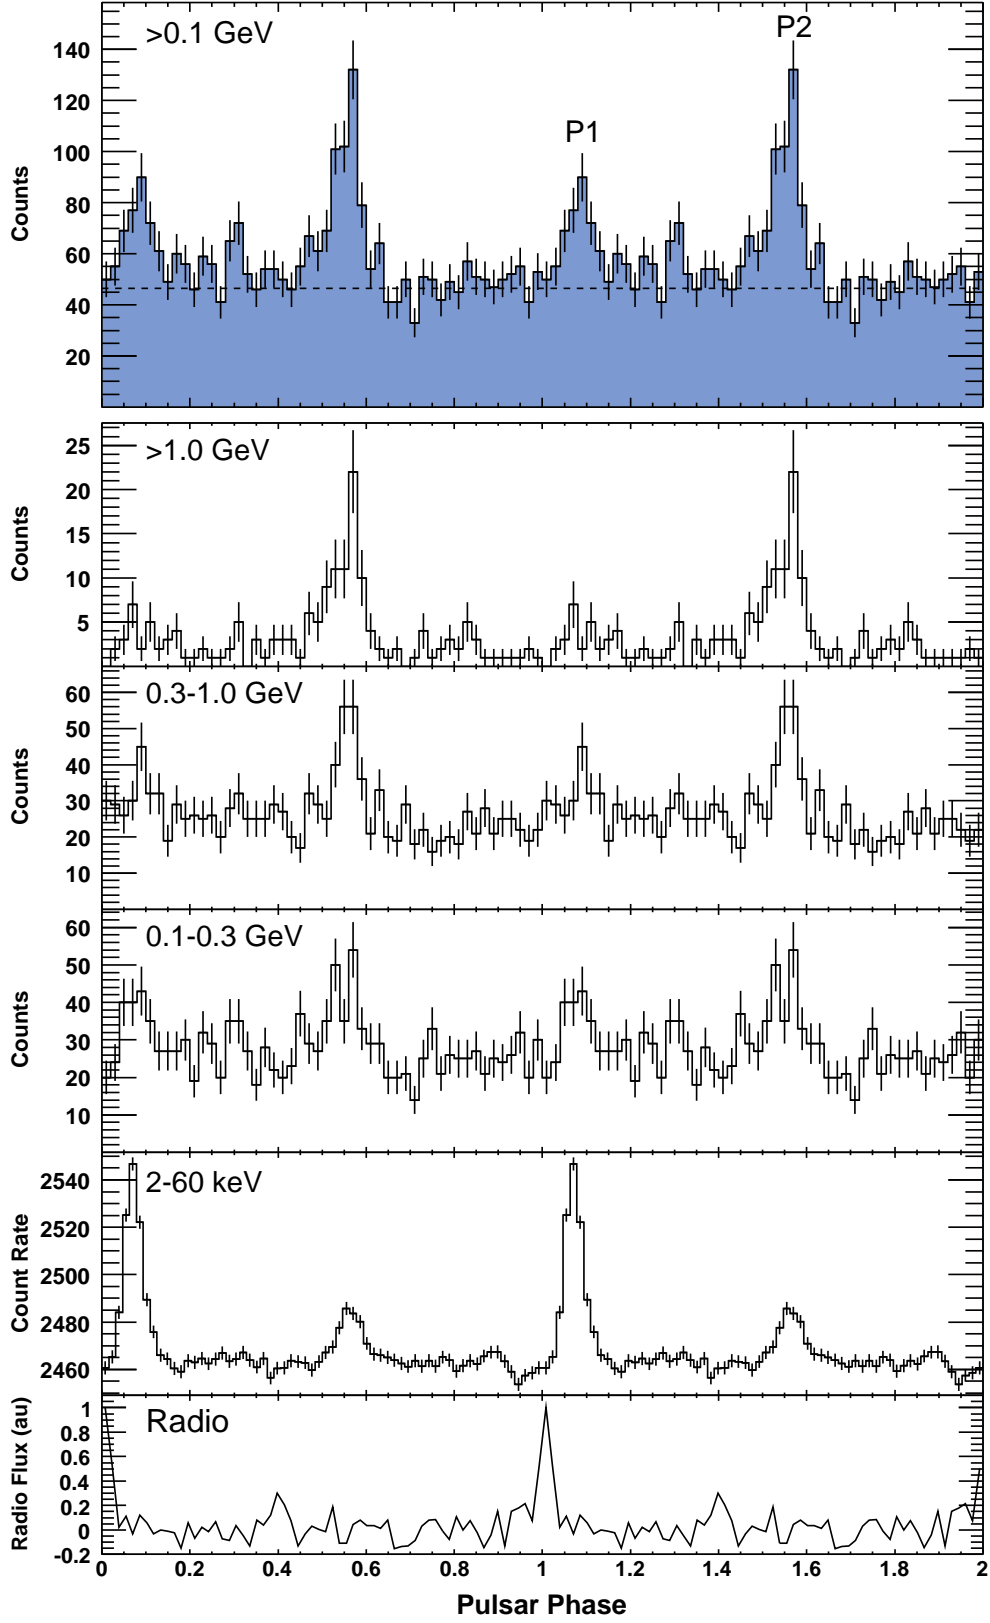 >0.1 GeV
P2
P1
140
120
100
80
60
40
20
Counts
>1.0 GeV
25
20
15
10
5
Counts
0.3-1.0 GeV
60
50
40
30
20
10
Counts
0.1-0.3 GeV
60
50
40
30
20
10
Counts
2-60 keV
2540
2520
2500
2480
2460
Count Rate
Radio
1
0.8
0.6
0.4
0.2
0
-0.2
Radio Flux (au)
0 0.2 0.4 0.6 0.8 1 1.2 1.4 1.6 1.8 2
Pulsar Phase